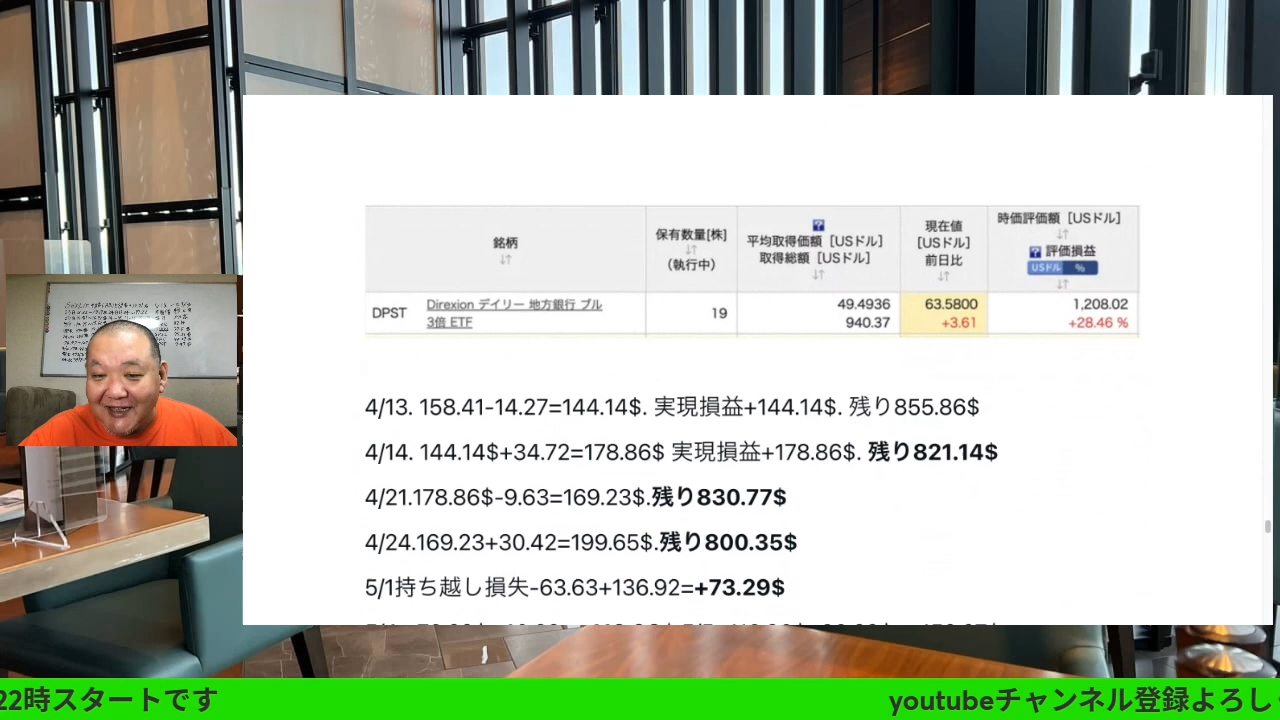 銘柄
保有数量[株]
(執行中)
平均取得価額［USドル］
取得総額［USドル］
現在値
[USドル]
前日比
時価評価額［USドル］
評価損益
USドル %
DPST
Direxion デイリー 地方銀行 ブル
3倍 ETF
19
49.4936
940.37
63.5800
+3.61
1,208.02
+28.46 %
4/13. 158.41-14.27=144.14$. 実現損益+144.14$. 残り855.86$
4/14. 144.14$+34.72=178.86$ 実現損益+178.86$. 残り821.14$
4/21.178.86$-9.63=169.23$.残り830.77$
4/24.169.23+30.42=199.65$.残り800.35$
5/1持ち越し損失-63.63+136.92=+73.29$
22時スタートです
youtubeチャンネル登録よろし